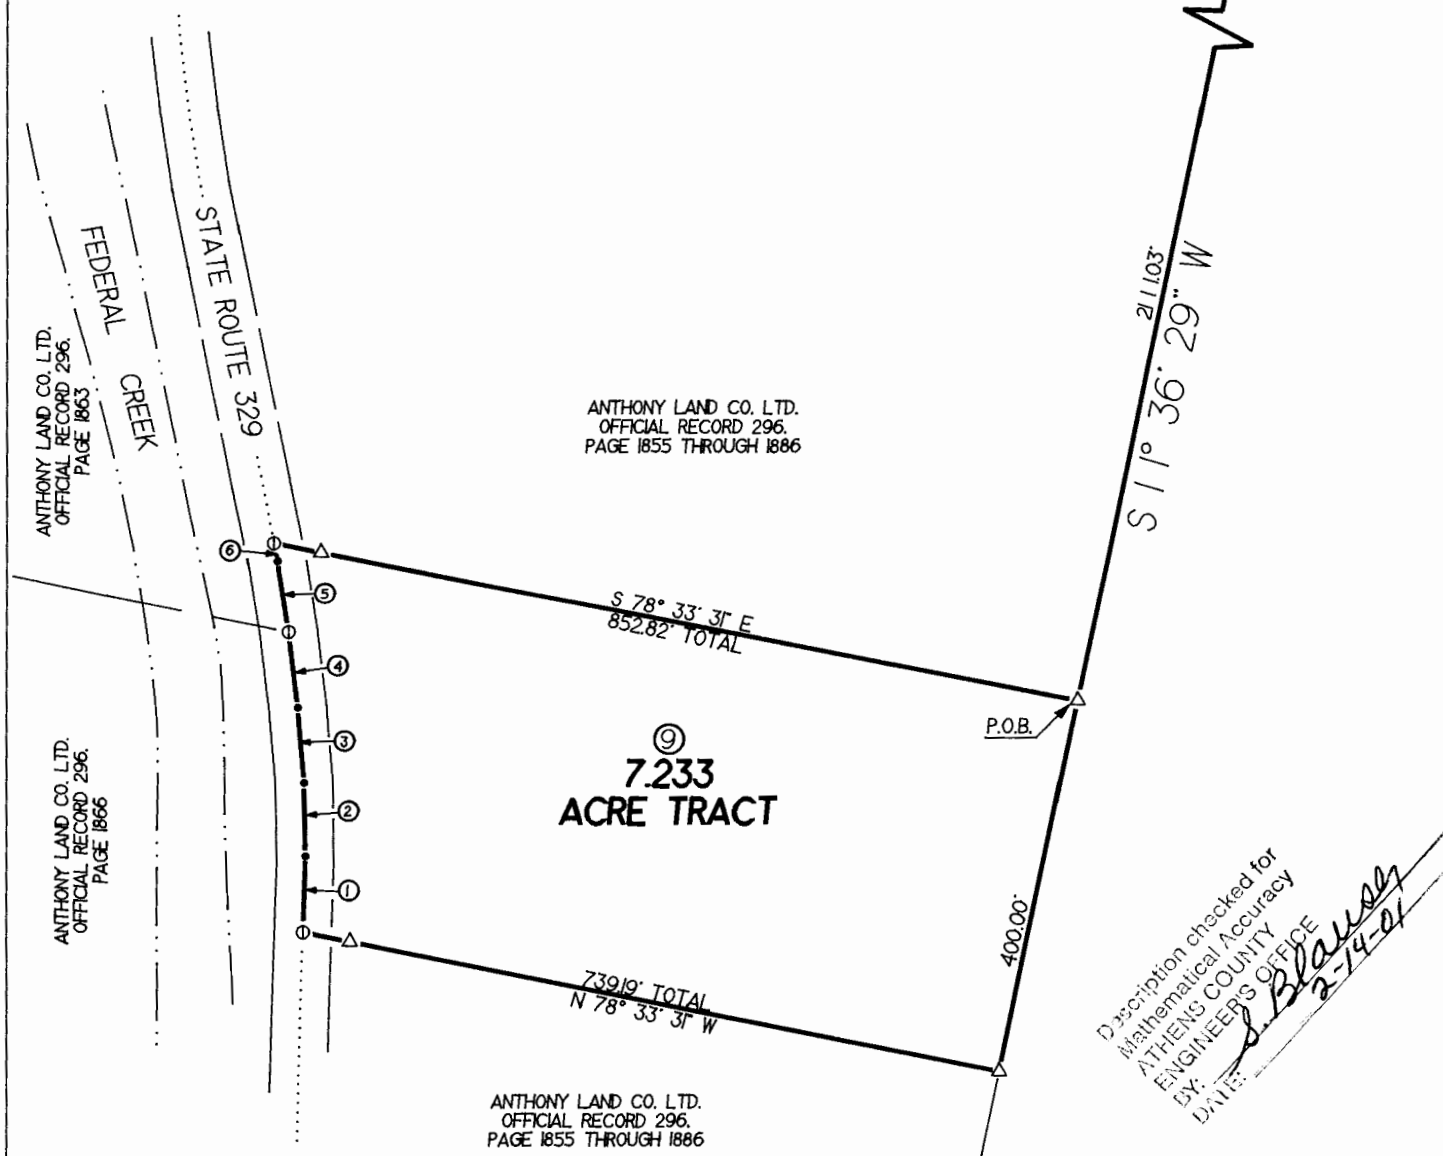 STATE ROUTE 329
FEDERAL CREEK
ANTHONY LAND CO. LTD.
OFFICIAL RECORD 296,
PAGE 1863
ANTHONY LAND CO. LTD.
OFFICIAL RECORD 296,
PAGE 1855 THROUGH 1886
2111.03'
S 11° 36' 29" W
6
5
4
3
2
1
S 78° 33' 31" E
852.82' TOTAL
P.O.B.
9
7.233
ACRE TRACT
ANTHONY LAND CO. LTD.
OFFICIAL RECORD 296,
PAGE 1866
400.00'
739.19' TOTAL
N 78° 33' 31" W
ANTHONY LAND CO. LTD.
OFFICIAL RECORD 296,
PAGE 1855 THROUGH 1886
Description checked for
Mathematical Accuracy
ATHENS COUNTY
ENGINEER'S OFFICE
BY: S. Blauser
DATE: 2-14-01